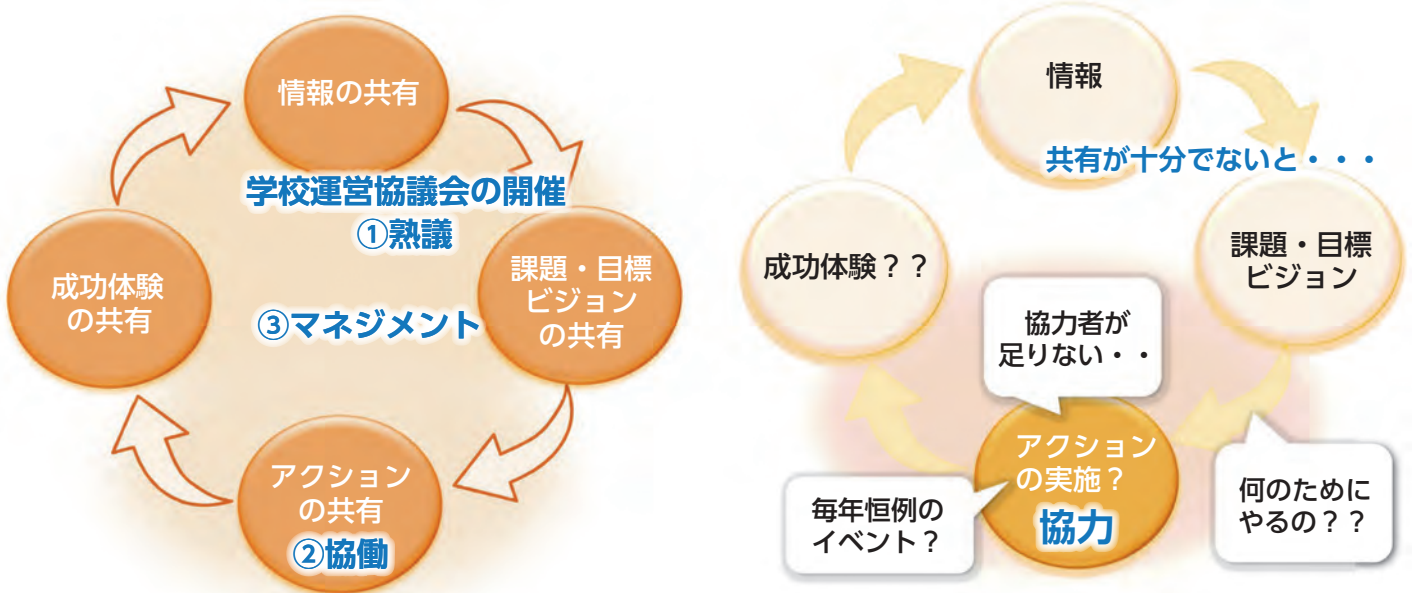 情報の共有
学校運営協議会の開催
①熟議
課題・目標
ビジョン
の共有
③マネジメント
アクション
の共有
②協働
成功体験
の共有
情報
共有が十分でないと・・・
課題・目標
ビジョン
何のために
やるの？？
協力者が
足りない・・
アクション
の実施？
協力
毎年恒例の
イベント？
成功体験？？